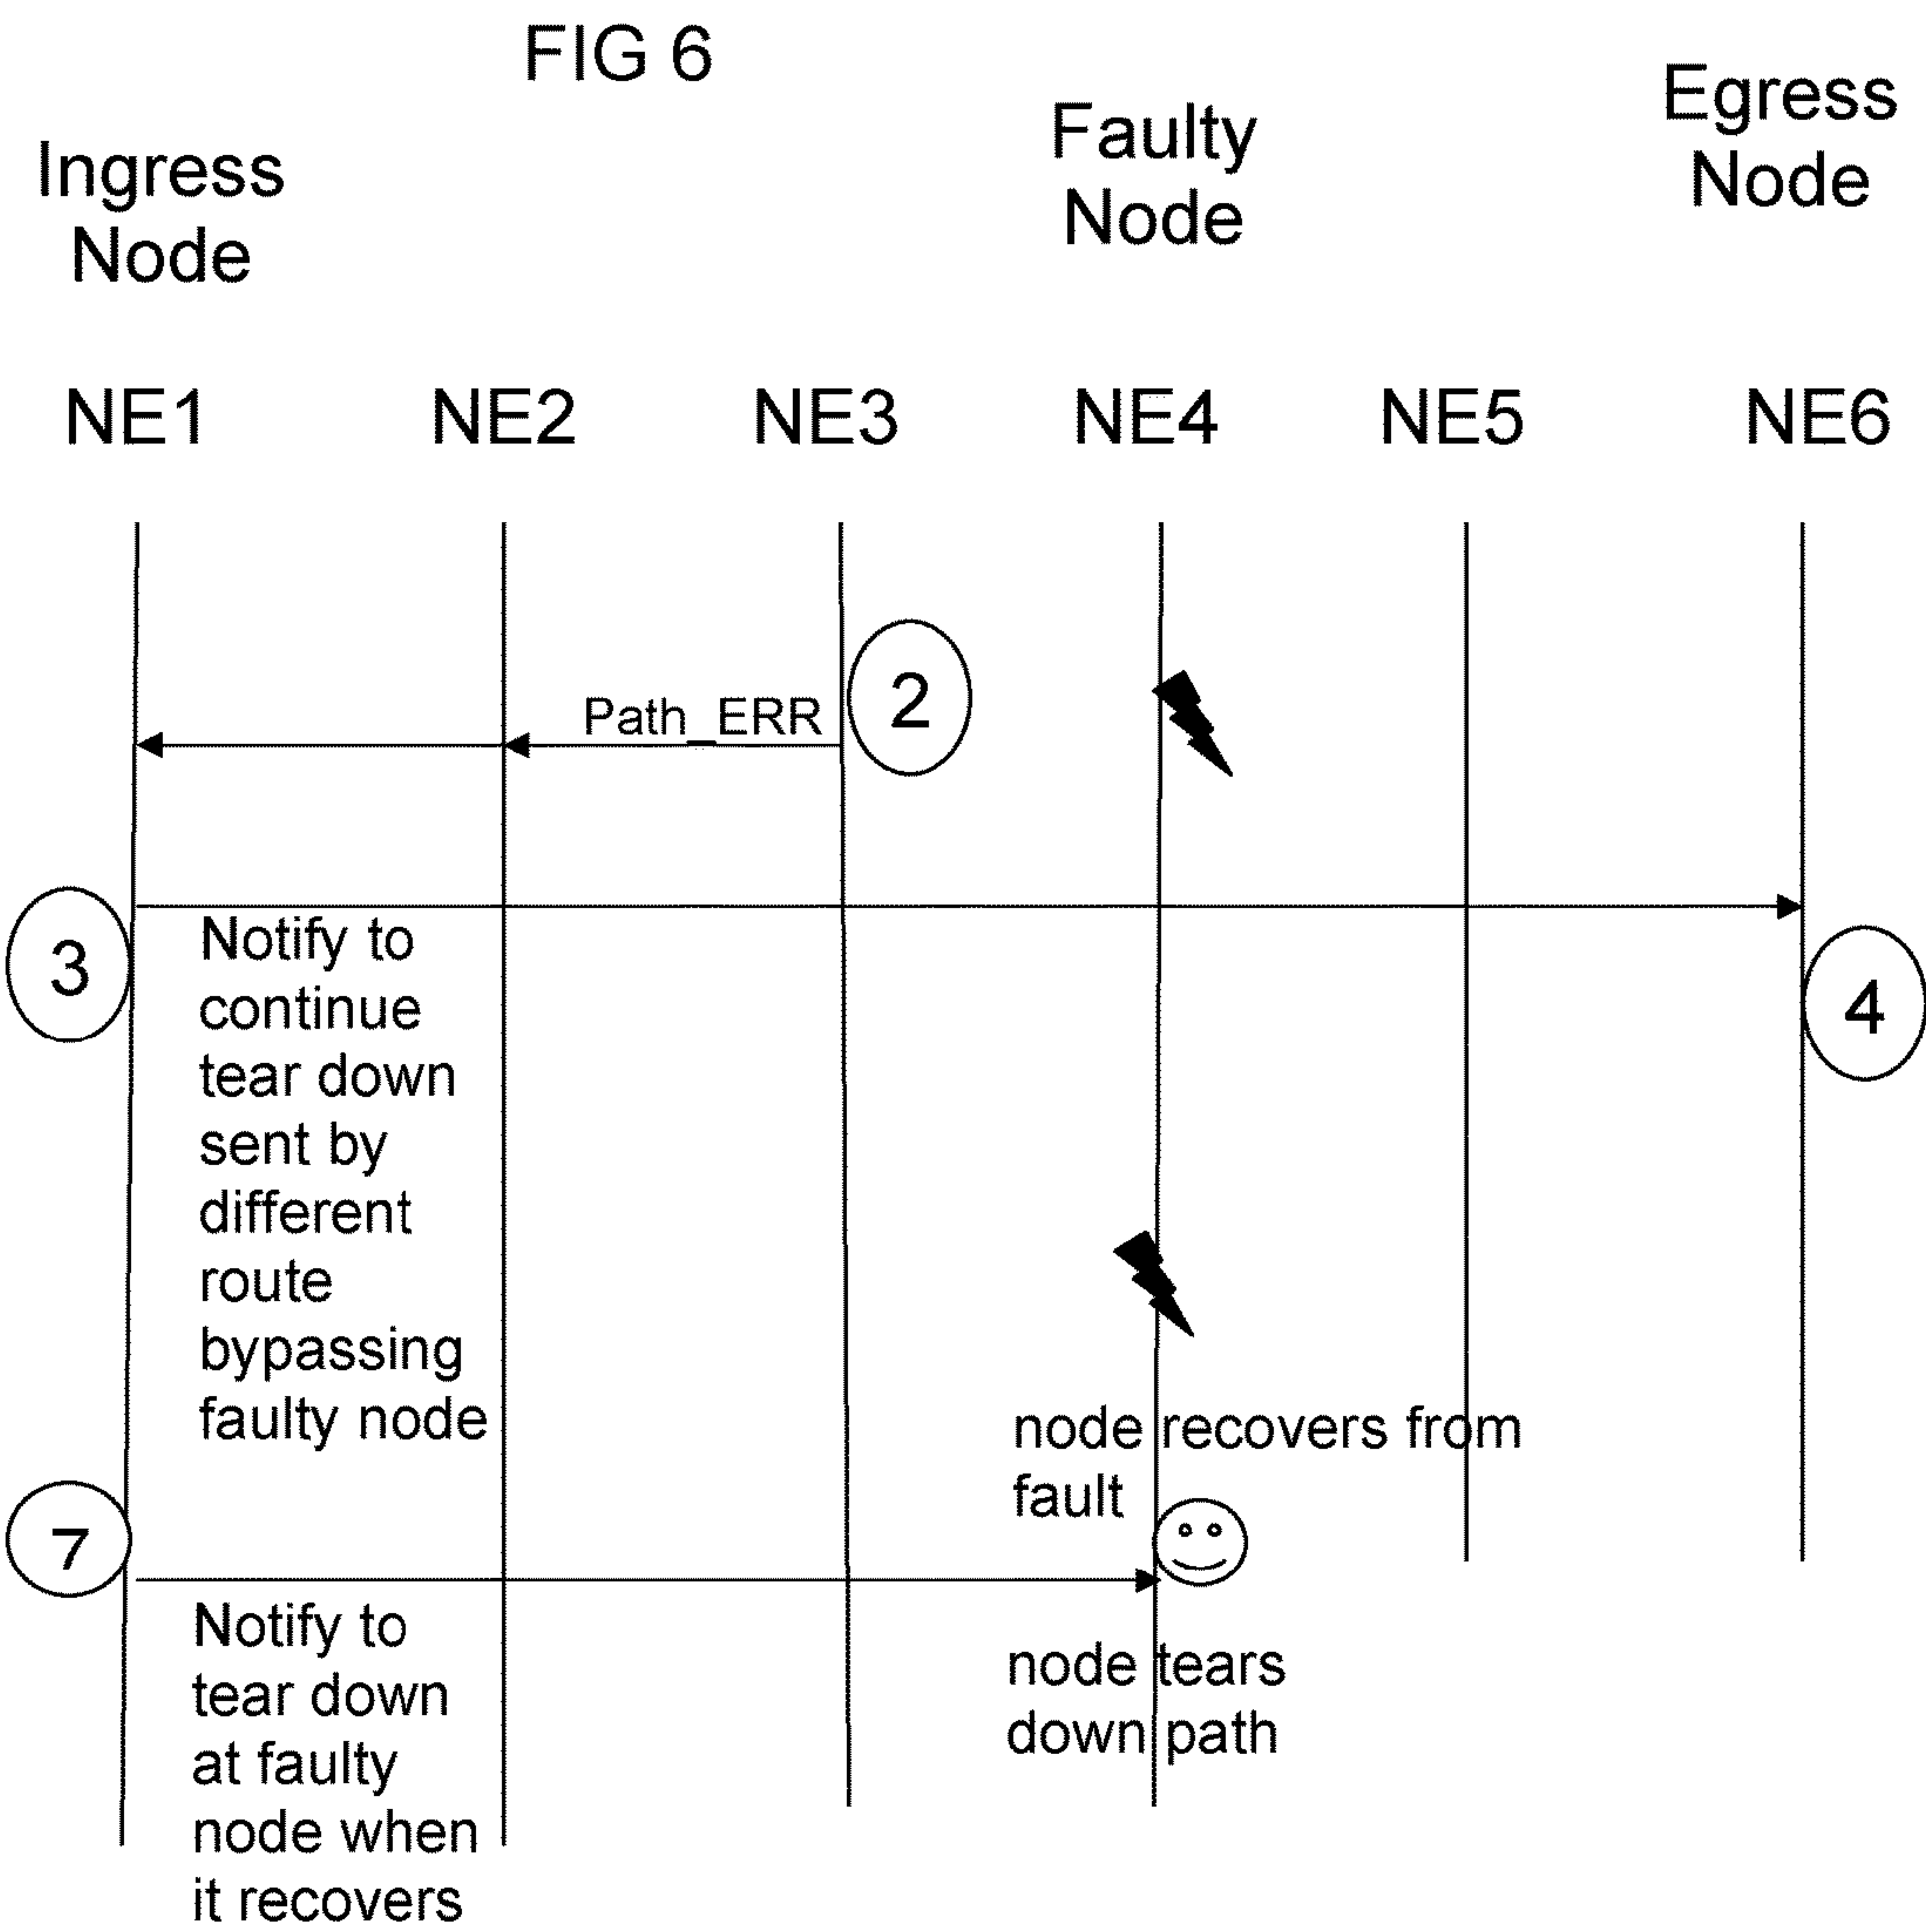 FIG 6
Ingress
Node
Faulty
Node
Egress
Node
NE1
NE2
NE3
NE4
NE5
NE6
Path_ERR
2
3
Notify to
continue
tear down
sent by
different
route
bypassing
faulty node
4
node recovers from
fault
7
Notify to
tear down
at faulty
node when
it recovers
node tears
down path